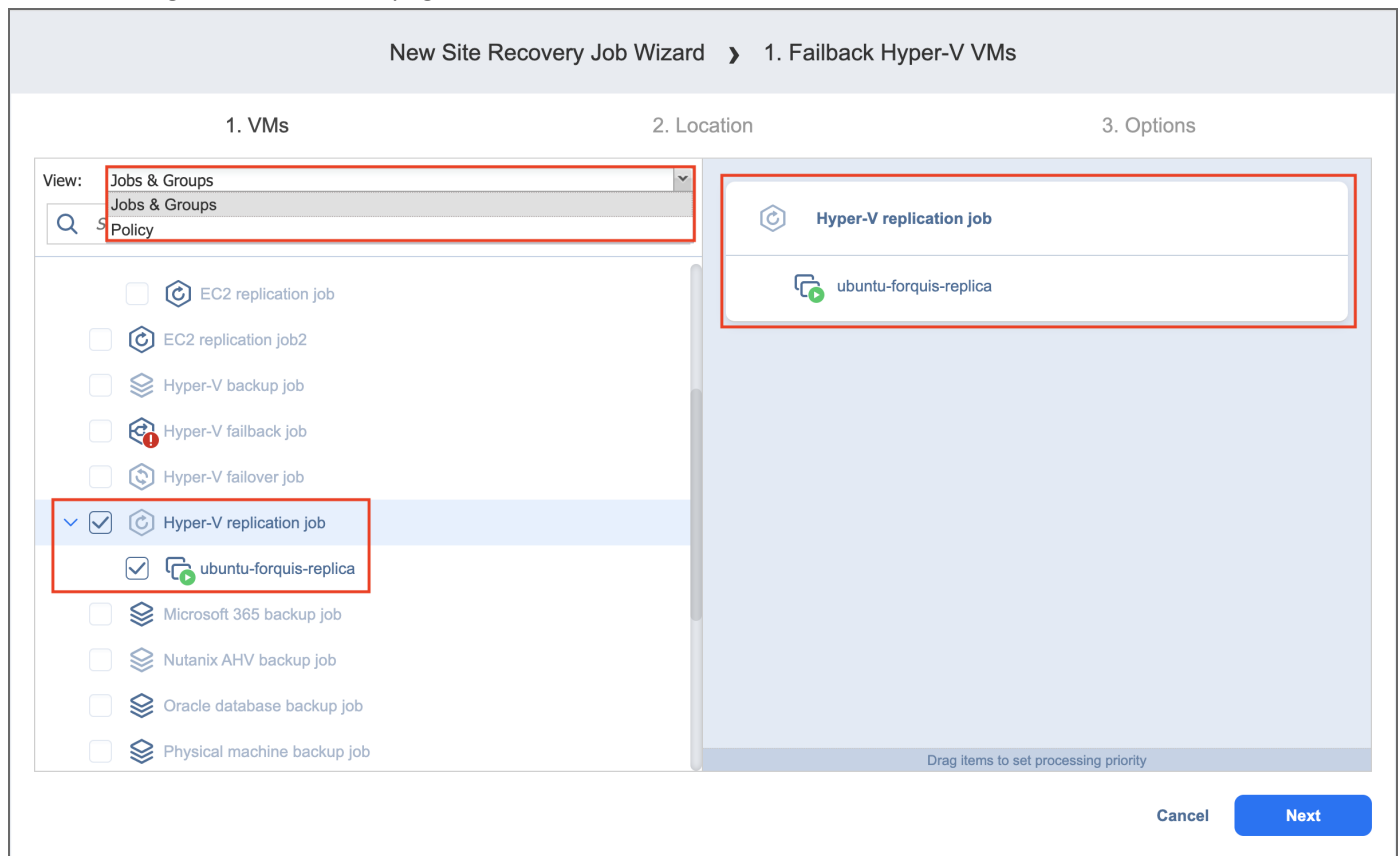 New Site Recovery Job Wizard ❯ 1. Failback Hyper-V VMs
1. VMs
2. Location
3. Options
View:
Jobs & Groups
Jobs & Groups
Policy
S
EC2 replication job
EC2 replication job2
Hyper-V backup job
Hyper-V failback job
Hyper-V failover job
Hyper-V replication job
ubuntu-forquis-replica
Microsoft 365 backup job
Nutanix AHV backup job
Oracle database backup job
Physical machine backup job
Hyper-V replication job
ubuntu-forquis-replica
Drag items to set processing priority
Cancel
Next